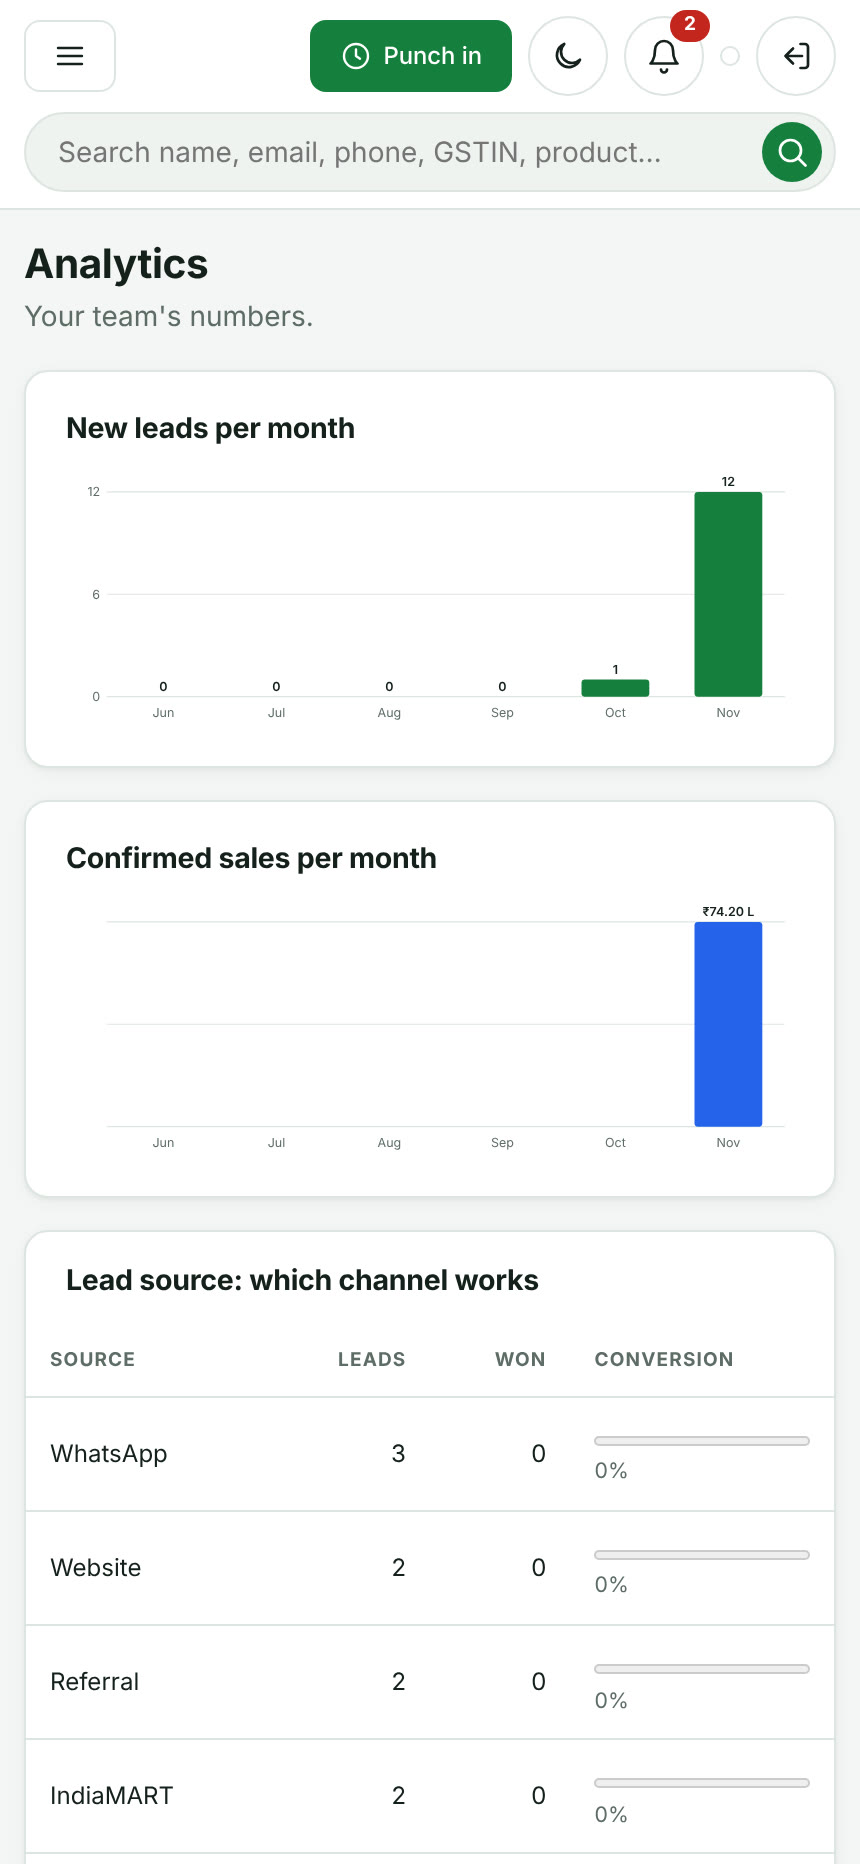 Punch in
2
Search name, email, phone, GSTIN, product...
Analytics
Your team's numbers.
New leads per month
12
12
6
0
0
0
0
0
1
Jun
Jul
Aug
Sep
Oct
Nov
Confirmed sales per month
₹74.20 L
Jun
Jul
Aug
Sep
Oct
Nov
Lead source: which channel works
SOURCE LEADS WON CONVERSION
WhatsApp 3 0 0%
Website 2 0 0%
Referral 2 0 0%
IndiaMART 2 0 0%